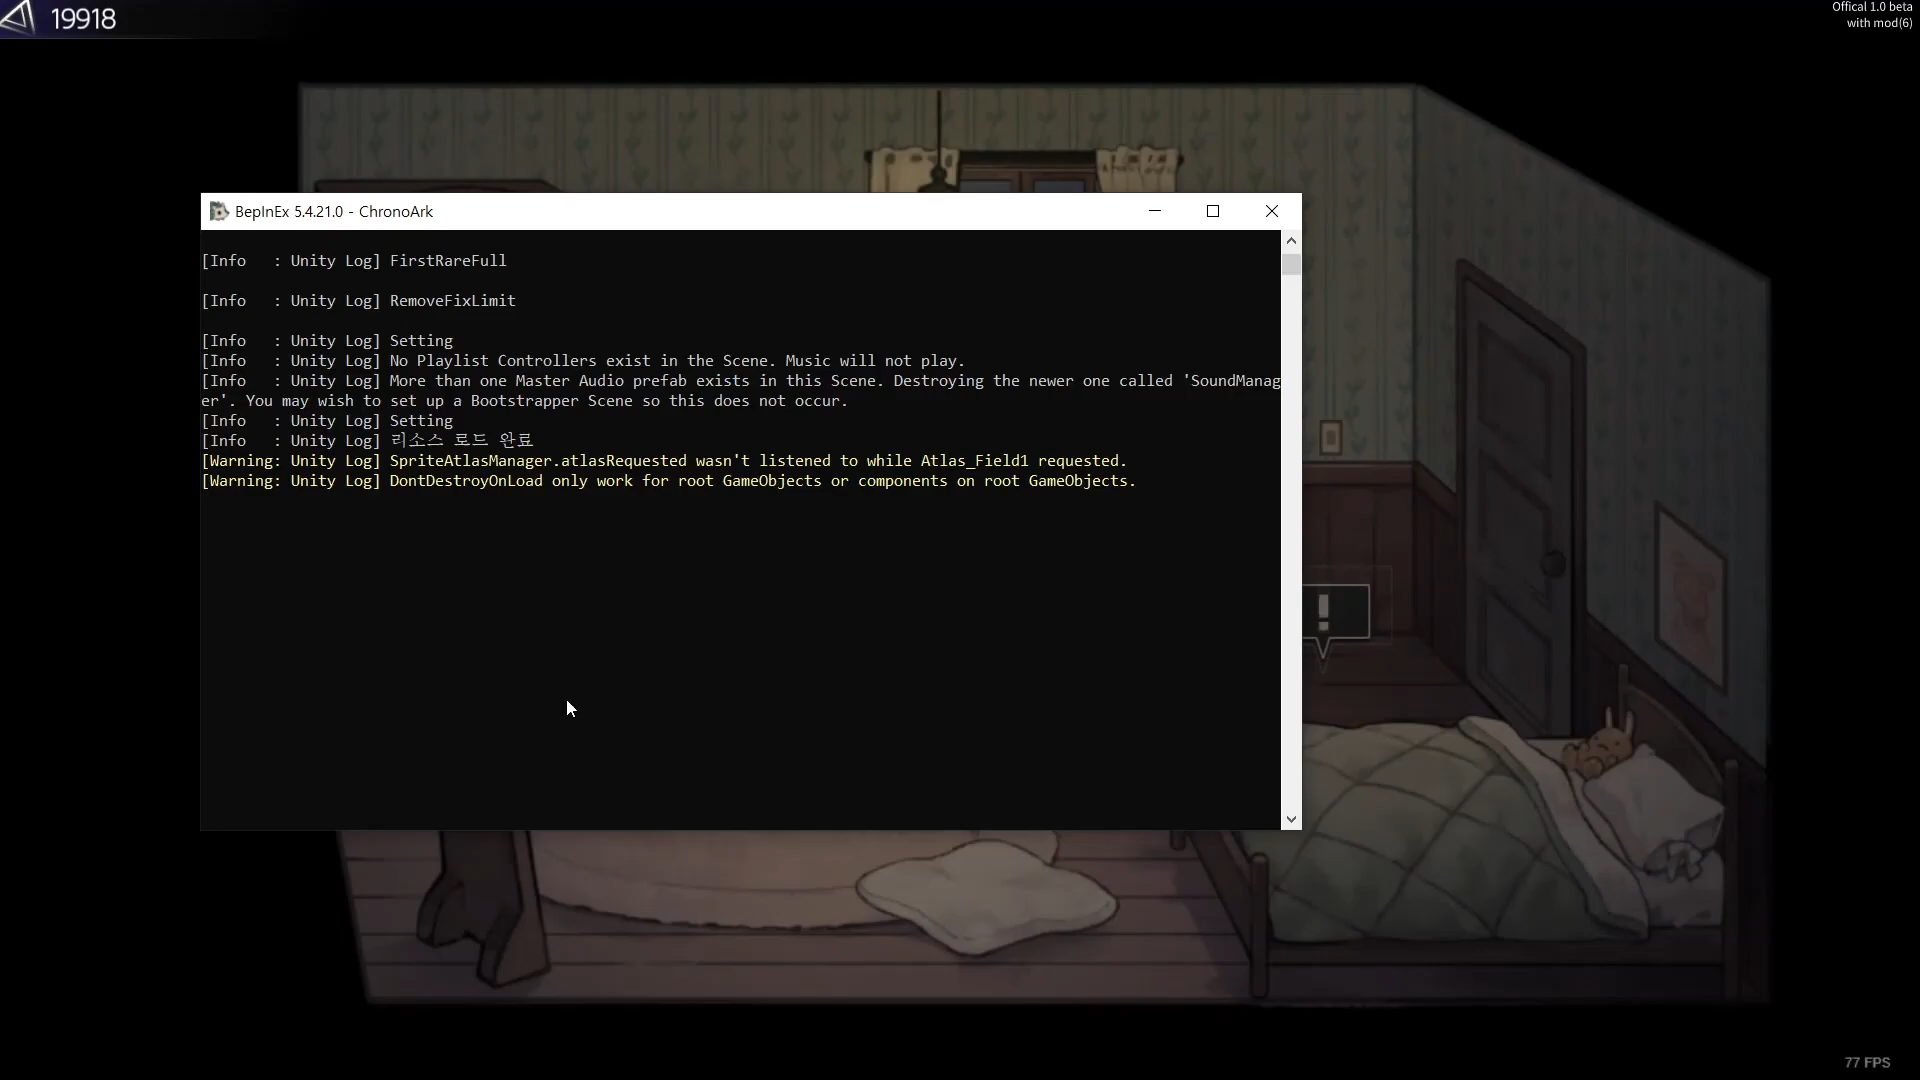 19918
Offical 1.0 beta
with mod(6)
BepInEx 5.4.21.0 - ChronoArk
[Info   : Unity Log] FirstRareFull
[Info   : Unity Log] RemoveFixLimit
[Info   : Unity Log] Setting
[Info   : Unity Log] No Playlist Controllers exist in the Scene. Music will not play.
[Info   : Unity Log] More than one Master Audio prefab exists in this Scene. Destroying the newer one called 'SoundManag
er'. You may wish to set up a Bootstrapper Scene so this does not occur.
[Info   : Unity Log] Setting
[Info   : Unity Log] 리소스 로드 완료
[Warning: Unity Log] SpriteAtlasManager.atlasRequested wasn't listened to while Atlas_Field1 requested.
[Warning: Unity Log] DontDestroyOnLoad only work for root GameObjects or components on root GameObjects.
!
77 FPS